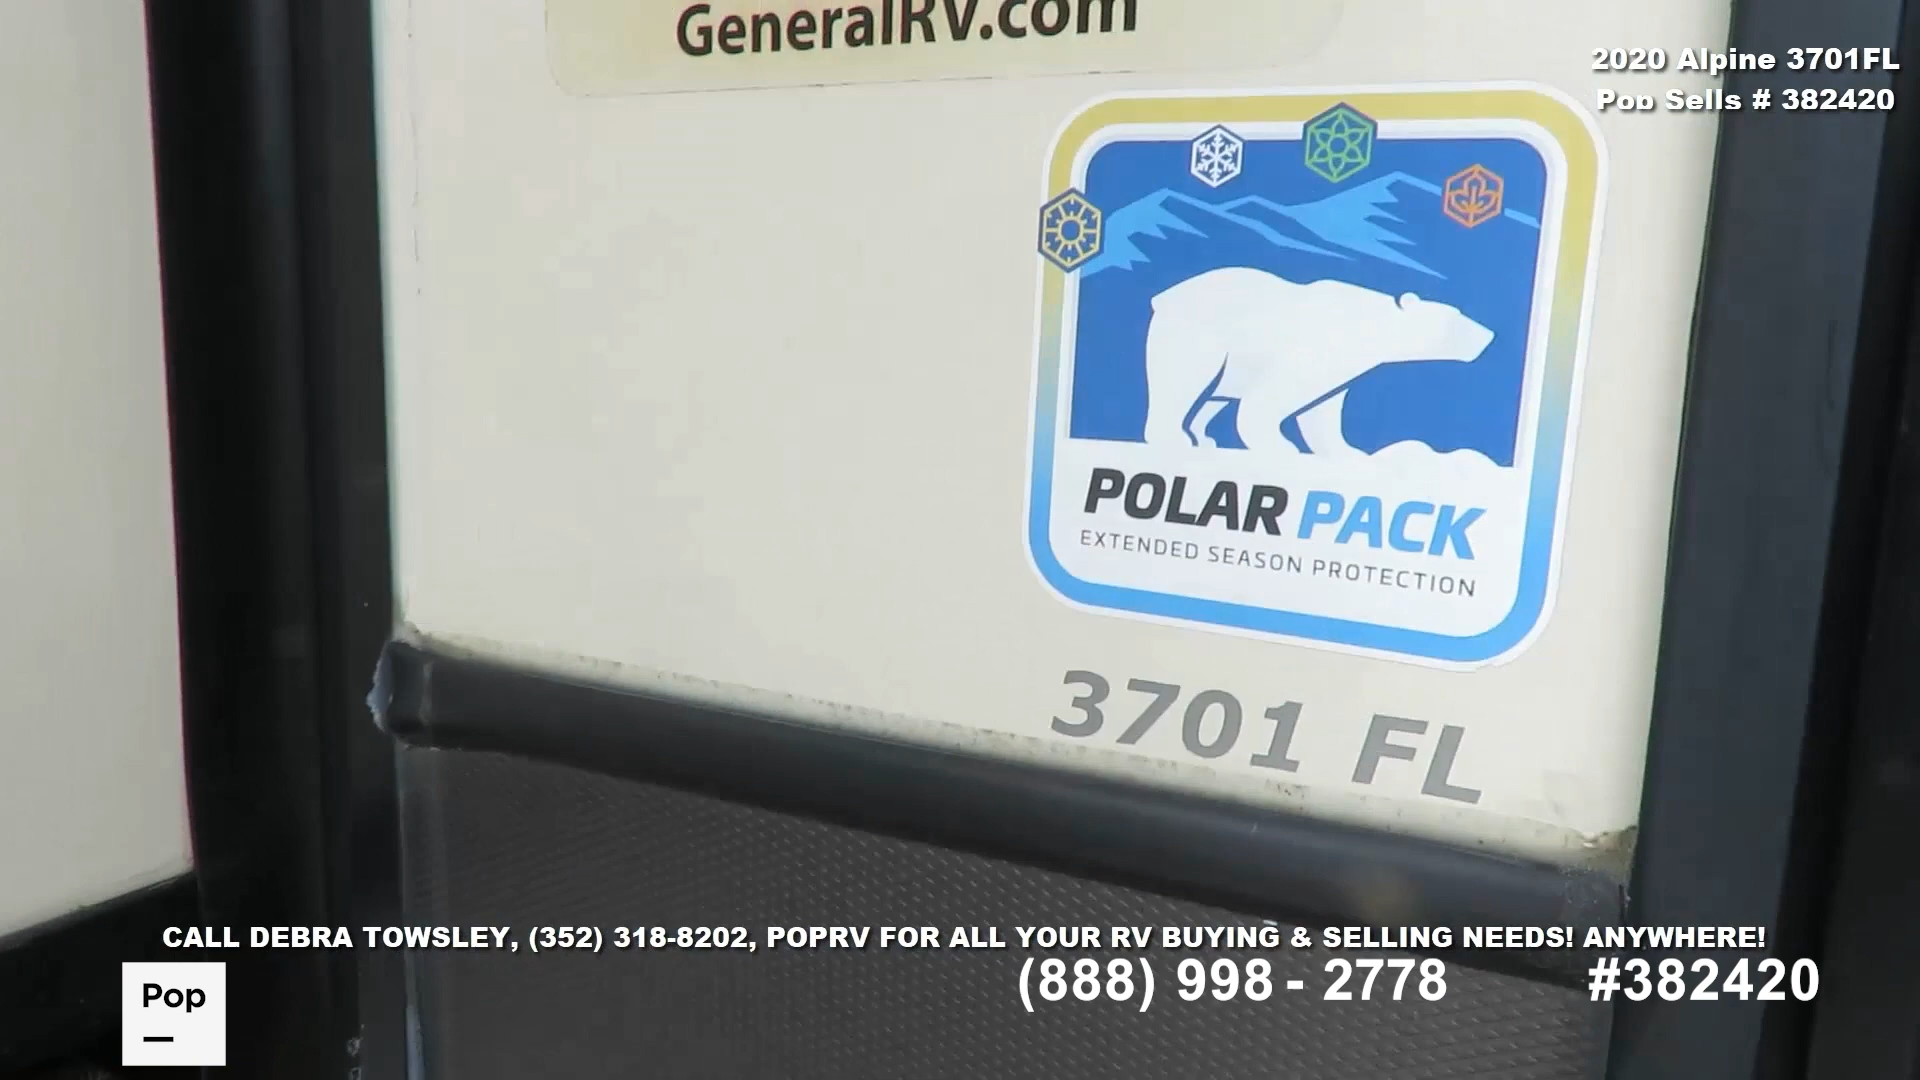 GeneralRV.com
2020 Alpine 3701FL
Pop Sells # 382420
POLAR PACK
EXTENDED SEASON PROTECTION
3701 FL
CALL DEBRA TOWSLEY, (352) 318-8202, POPRV FOR ALL YOUR RV BUYING & SELLING NEEDS! ANYWHERE!
(888) 998 - 2778 #382420
Pop